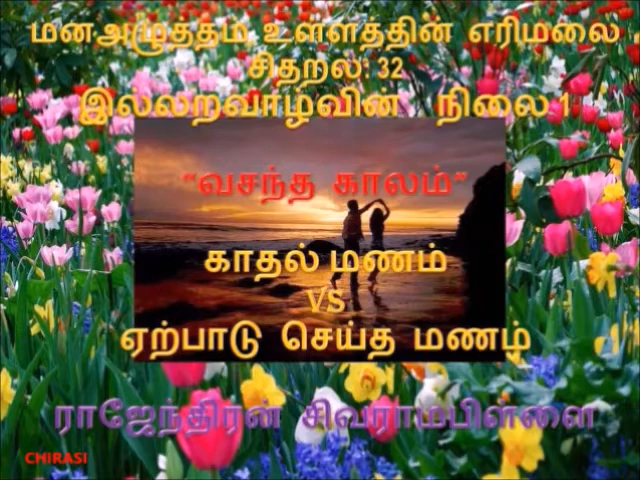 மனஅழுத்தம் உள்ளத்தின் எரிமலை
சிதறல்: 32
இல்லறவாழ்வின் நிலை 1
“வசந்த காலம்”
காதல் மணம்
VS
ஏற்பாடு செய்த மணம்
ராஜேந்திரன் சிவராமபிள்ளை
CHIRASI